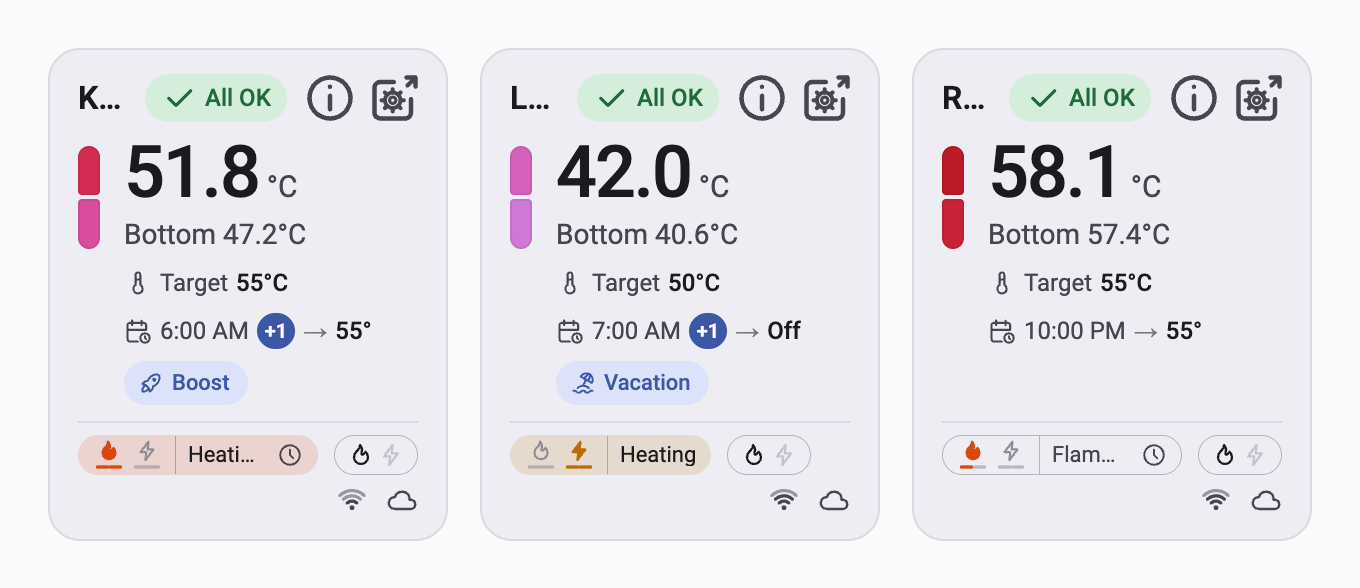 K... All OK
51.8 °C
Bottom 47.2°C
Target 55°C
6:00 AM +1 → 55°
Boost
Heati...
L... All OK
42.0 °C
Bottom 40.6°C
Target 50°C
7:00 AM +1 → Off
Vacation
Heating
R... All OK
58.1 °C
Bottom 57.4°C
Target 55°C
10:00 PM → 55°
Flam...